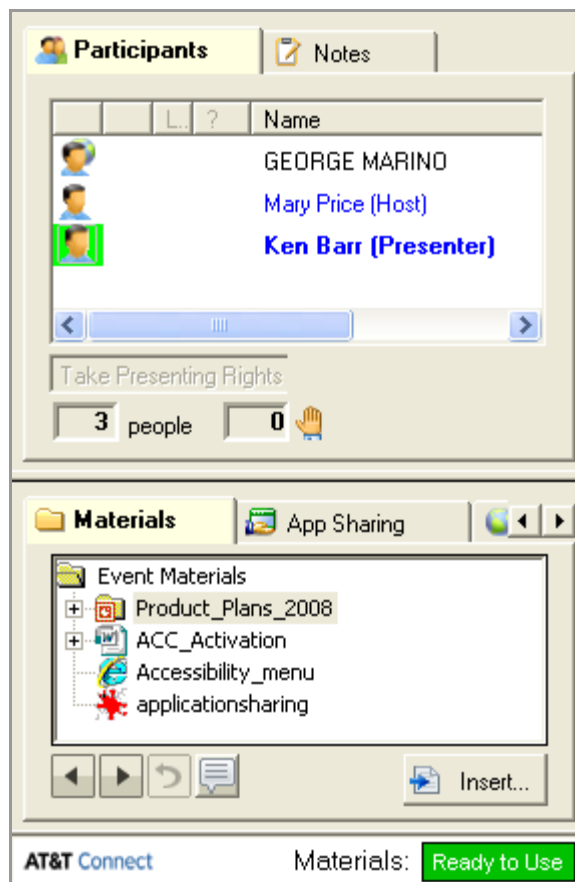 Participants Notes
L.. ? Name
GEORGE MARINO
Mary Price (Host)
Ken Barr (Presenter)
Take Presenting Rights
3 people 0
Materials App Sharing
Event Materials
Product_Plans_2008
ACC_Activation
Accessibility_menu
applicationsharing
Insert...
AT&T Connect Materials: Ready to Use